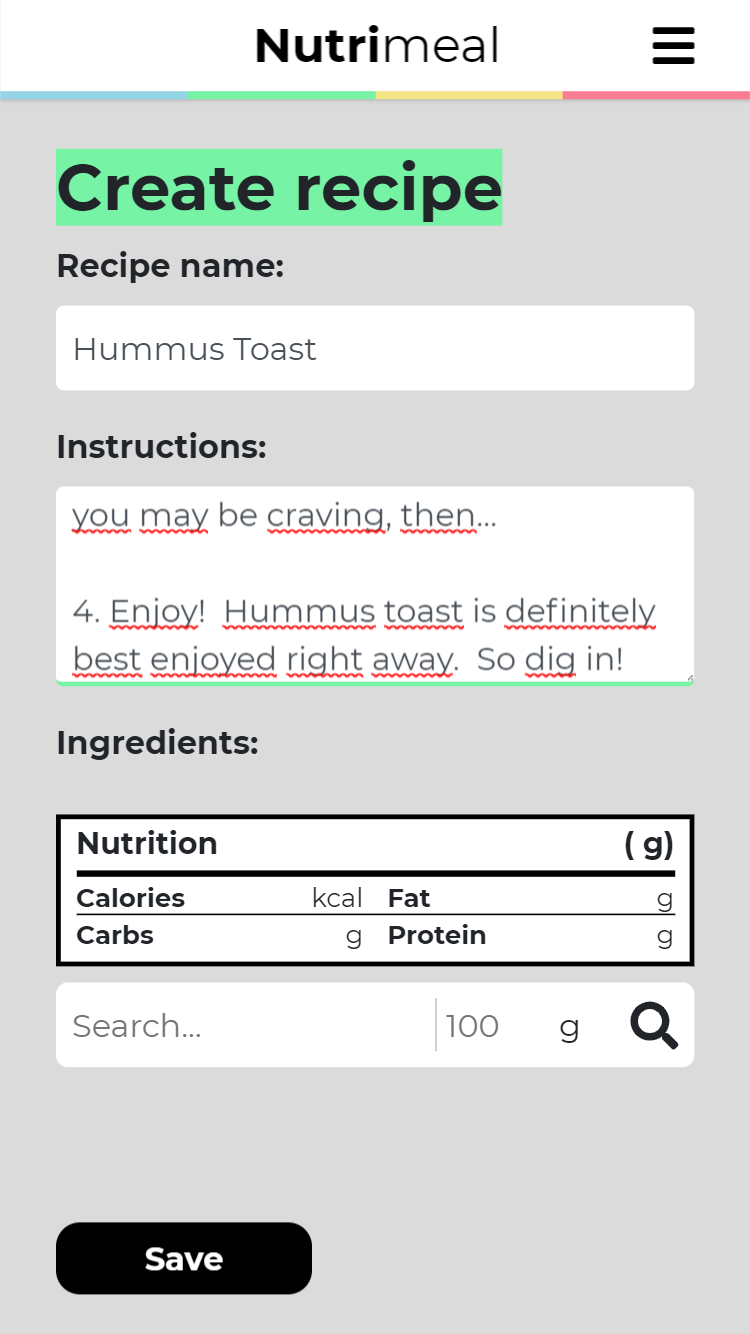 Nutrimeal
Create recipe
Recipe name:
Hummus Toast
Instructions:
you may be craving, then...
4. Enjoy!  Hummus toast is definitely
best enjoyed right away.  So dig in!
Ingredients:
Nutrition ( g)
Calories kcal Fat g
Carbs g Protein g
Search... 100 g
Save